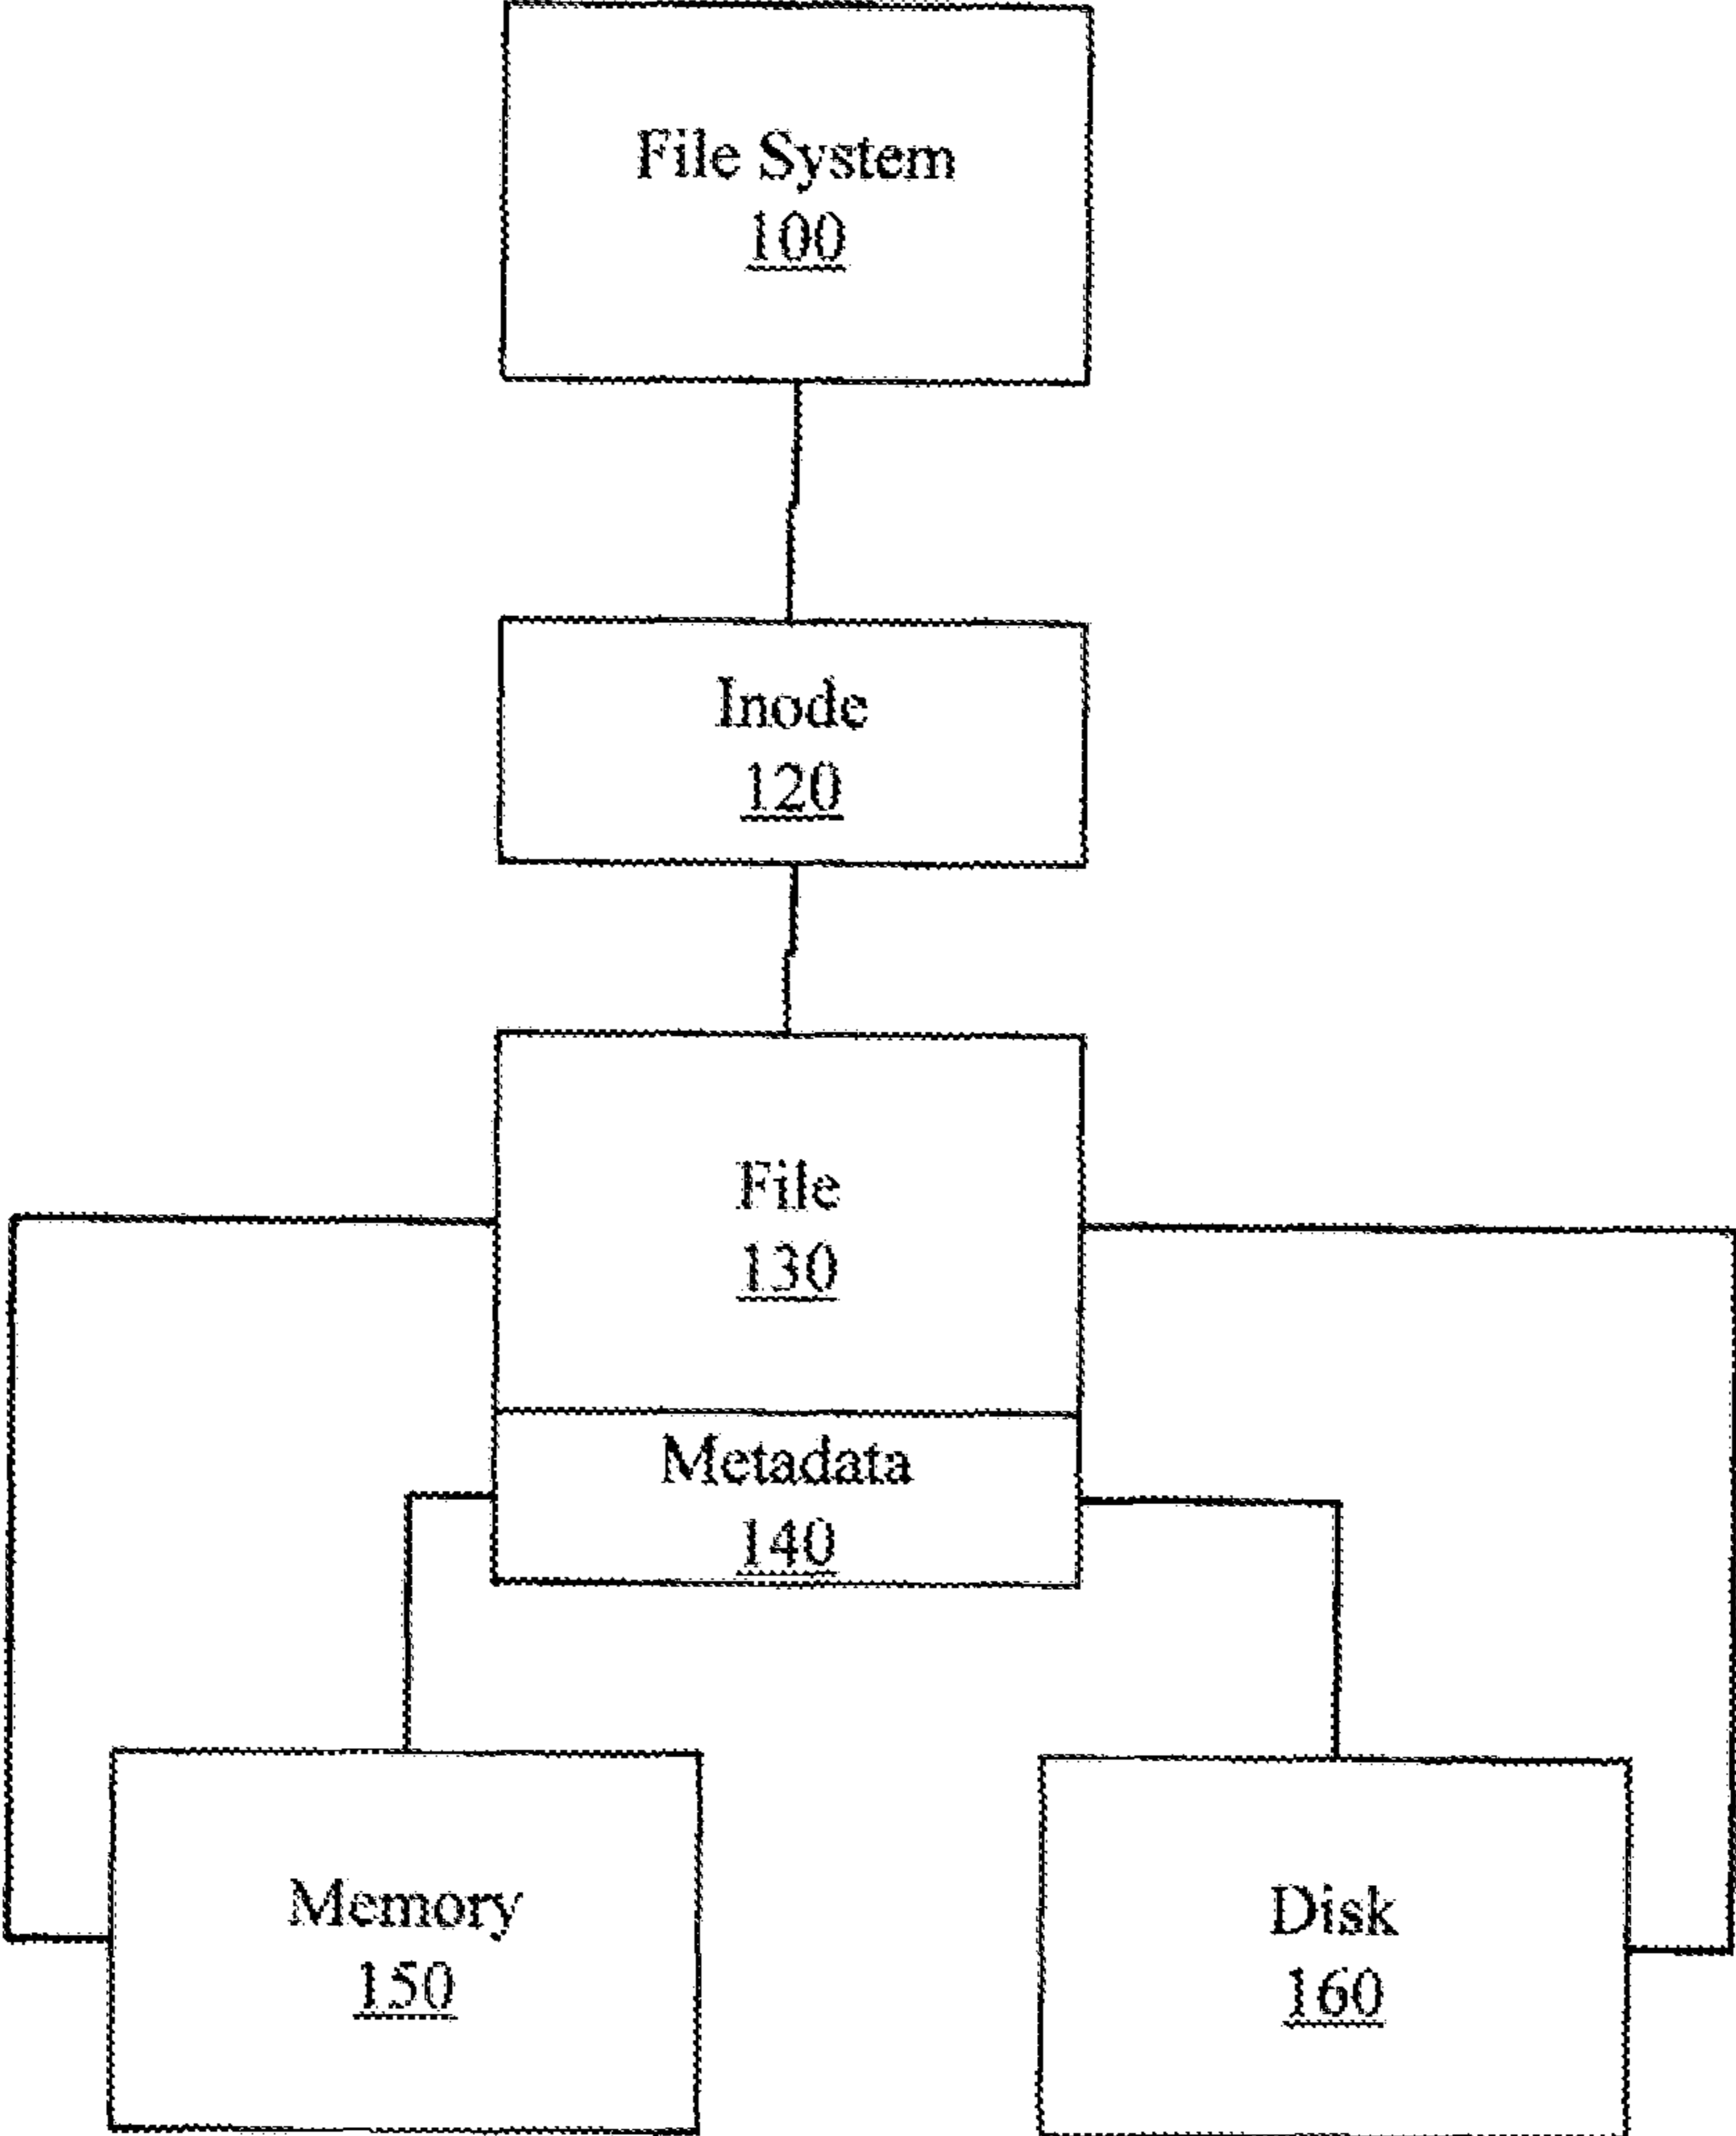 File System
100
Inode
120
File
130
Metadata
140
Memory
150
Disk
160